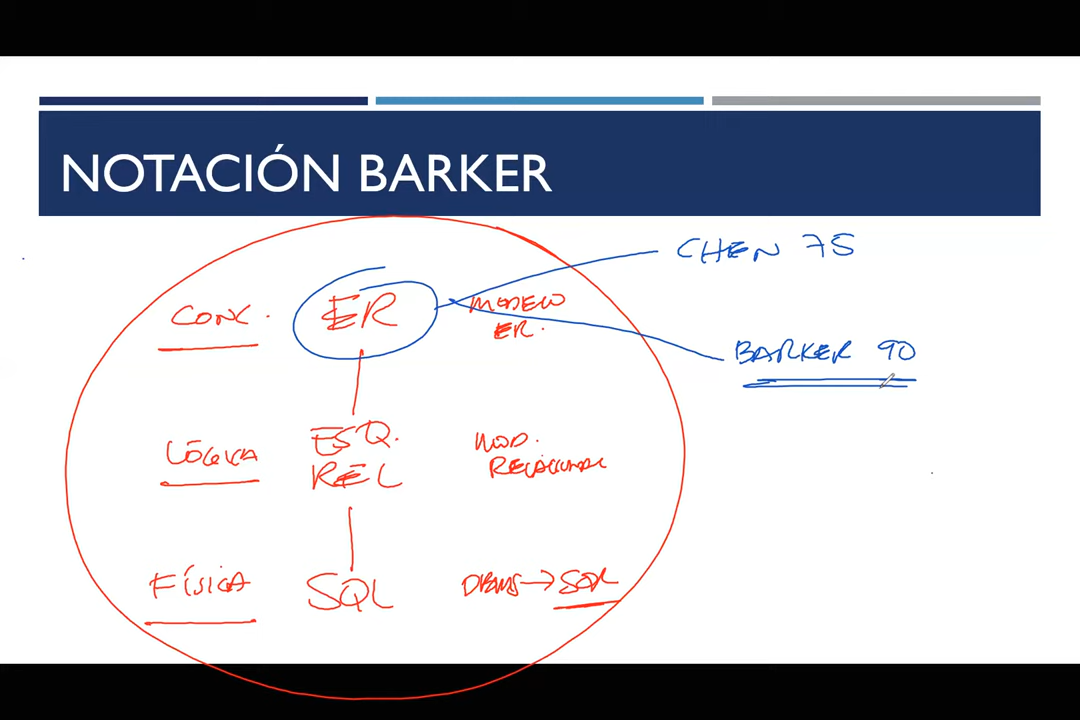 NOTACIÓN BARKER
CHEN 75
CONC. ER MODELO
ER.
BARKER 90
LÓGICA ESQ. MOD.
REL RELACIONAL
FÍSICA SQL DBMS → SQL